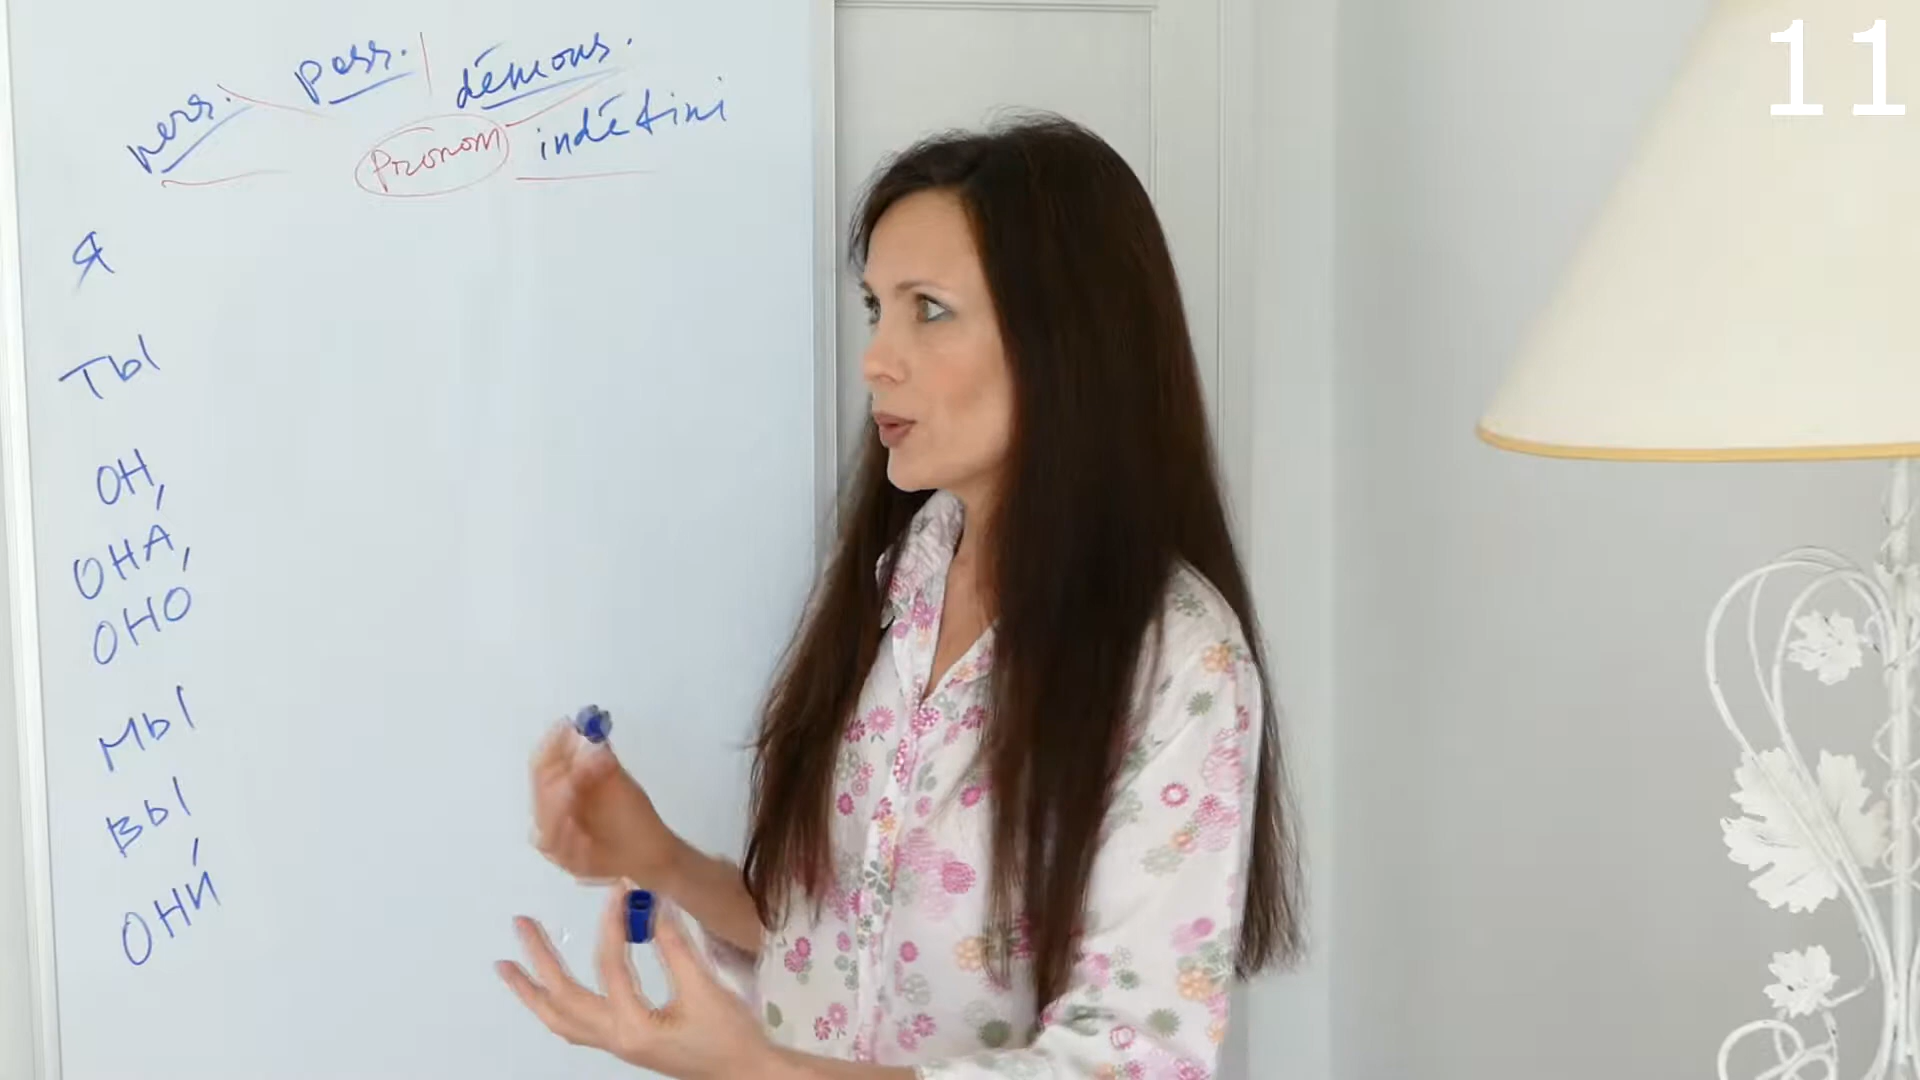 11
pers. poss. démons.
Pronom indéfini
Я
ТЫ
ОН,
ОНА,
ОНО
МЫ
ВЫ
ОНИ́